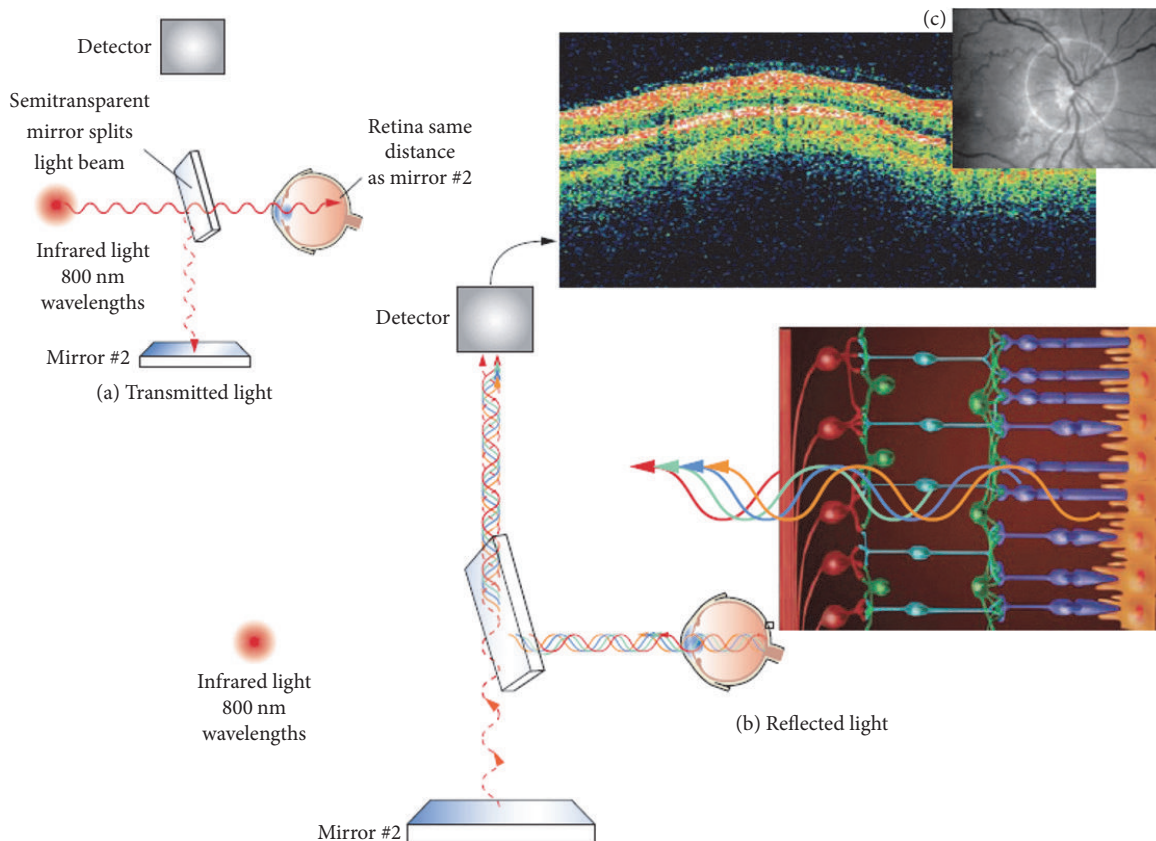 Detector
Semitransparent
mirror splits
light beam
Retina same
distance
as mirror #2
Infrared light
800 nm
wavelengths
Mirror #2
(a) Transmitted light
(c)
Detector
Infrared light
800 nm
wavelengths
(b) Reflected light
Mirror #2